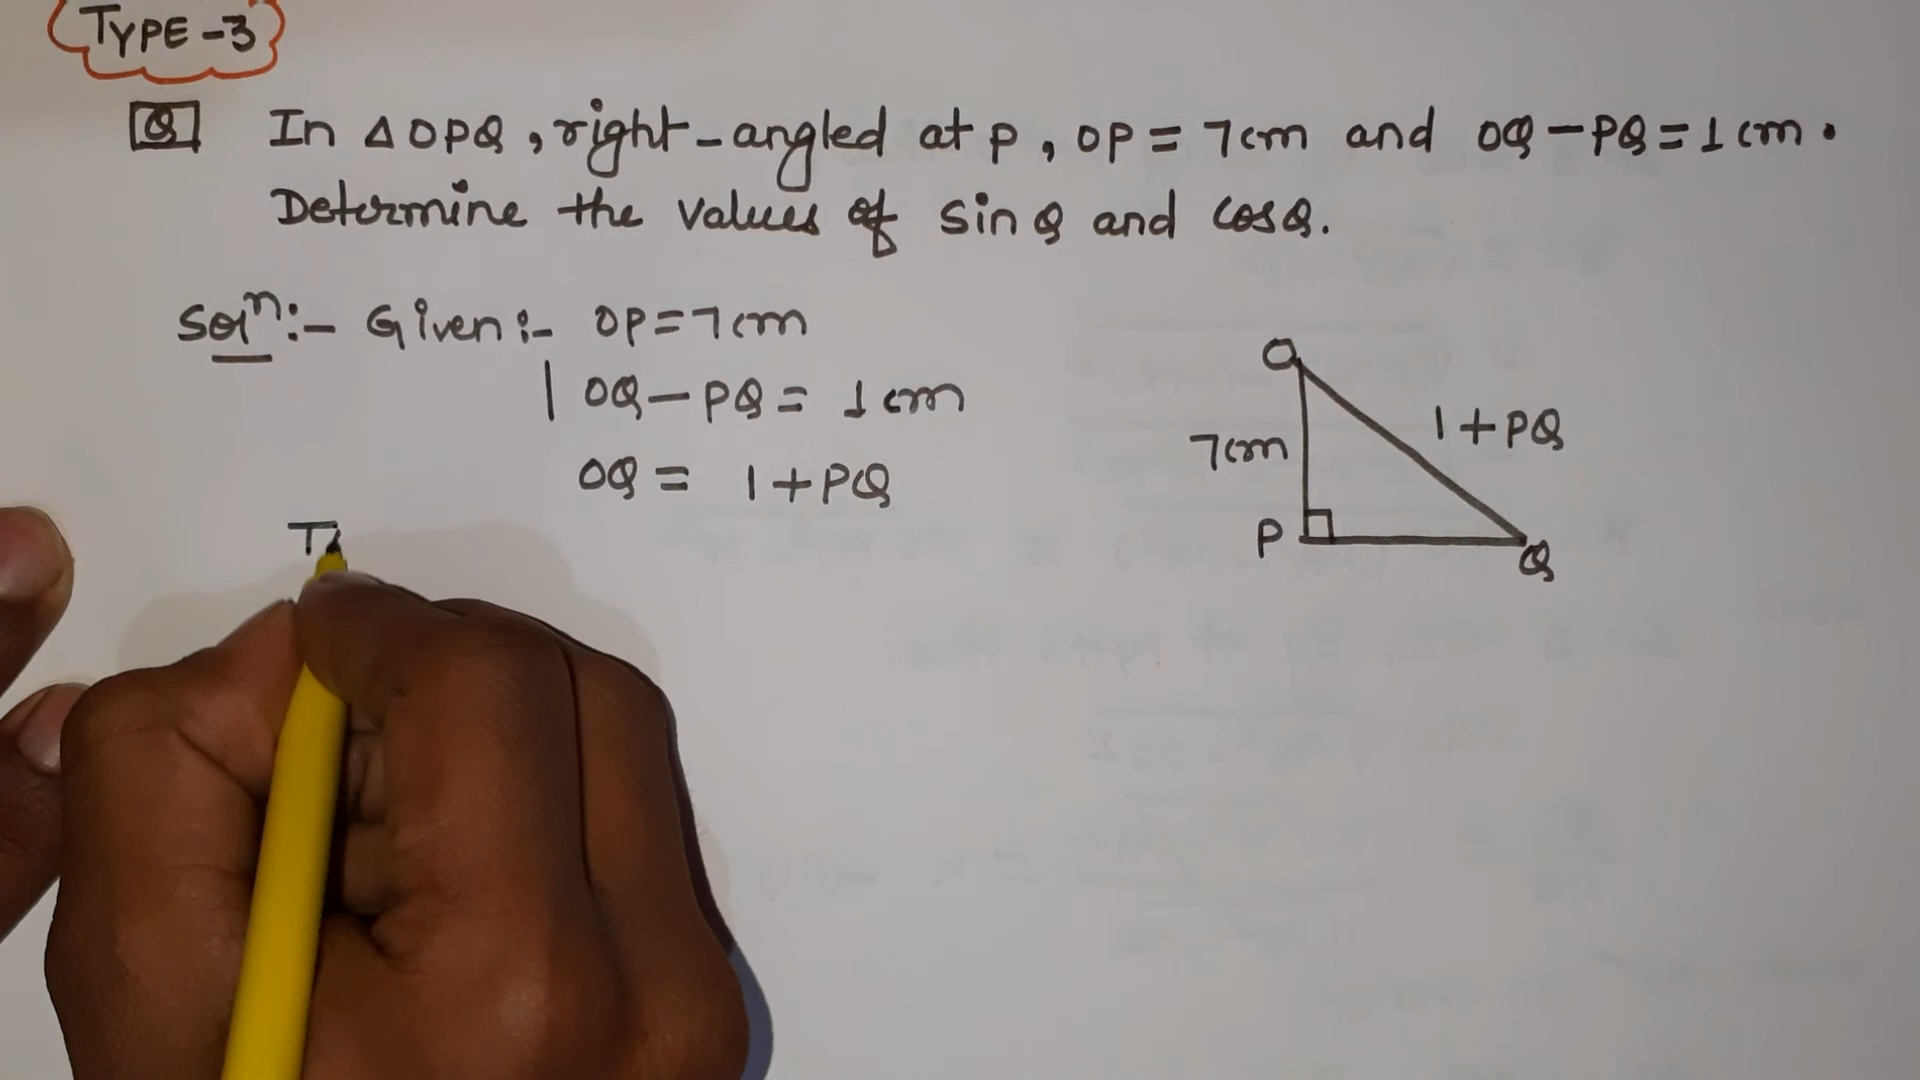 TYPE-3
Q In ΔOPQ, right-angled at P, OP = 7cm and OQ – PQ = 1cm.
Determine the values of sin Q and cos Q.
Solⁿ:- Given:- OP = 7cm
| OQ – PQ = 1cm
OQ = 1 + PQ
O
1 + PQ
7cm
P
Q